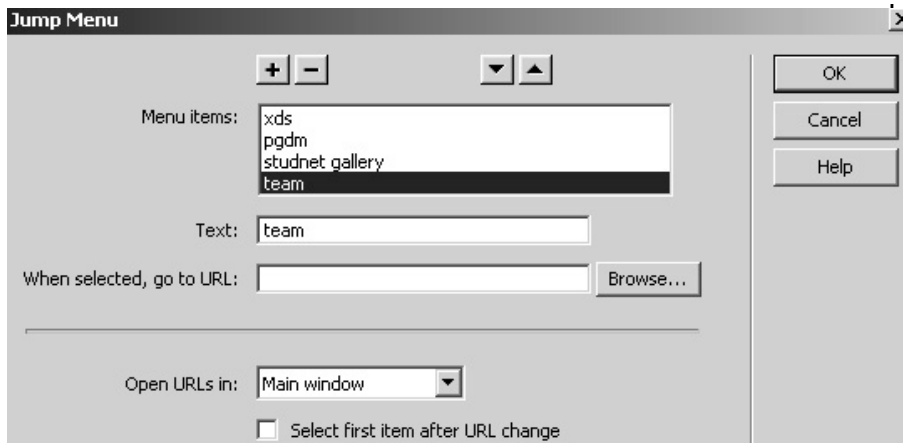 Jump Menu
OK
Menu items:
xds
pgdm
studnet gallery
team
Cancel
Help
Text:
team
When selected, go to URL:
Browse...
Open URLs in:
Main window
Select first item after URL change